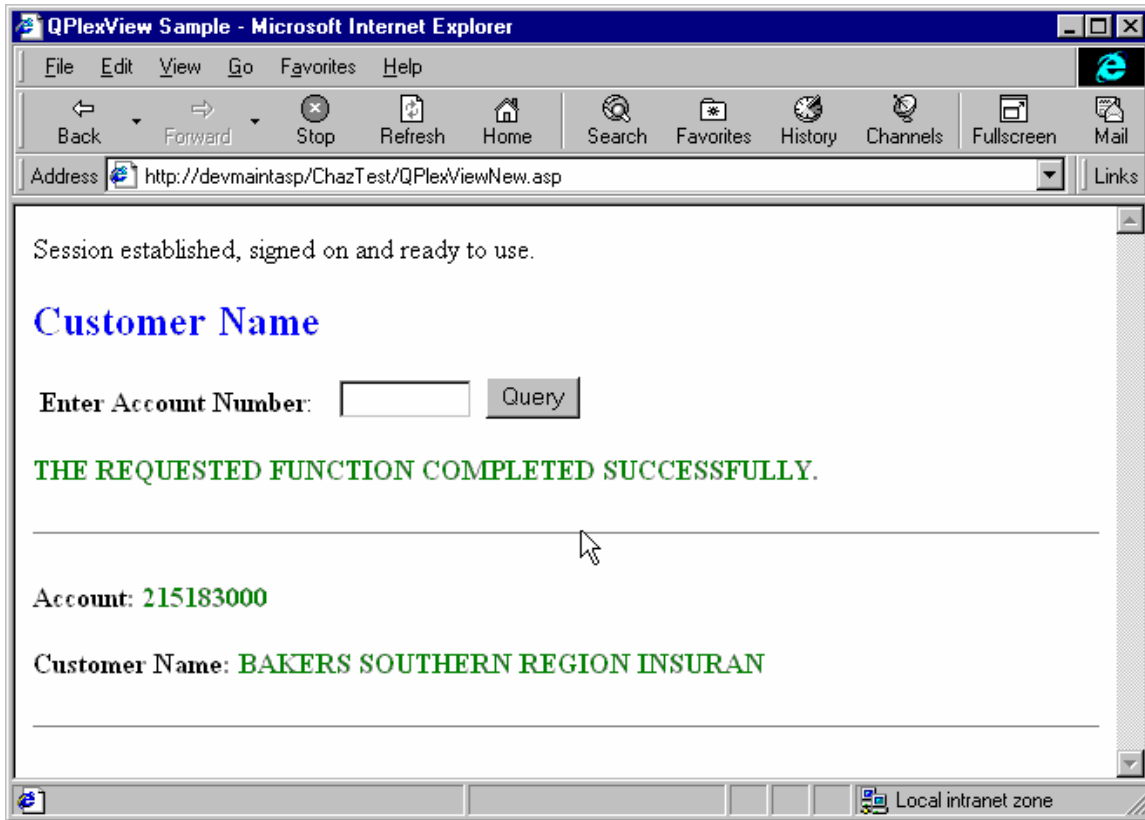 QPlexView Sample - Microsoft Internet Explorer
File Edit View Go Favorites Help
Back Forward Stop Refresh Home Search Favorites History Channels Fullscreen Mail
Address http://devmaintasp/ChazTest/QPlexViewNew.asp Links
Session established, signed on and ready to use.
Customer Name
Enter Account Number: Query
THE REQUESTED FUNCTION COMPLETED SUCCESSFULLY.
Account: 215183000
Customer Name: BAKERS SOUTHERN REGION INSURAN
Local intranet zone